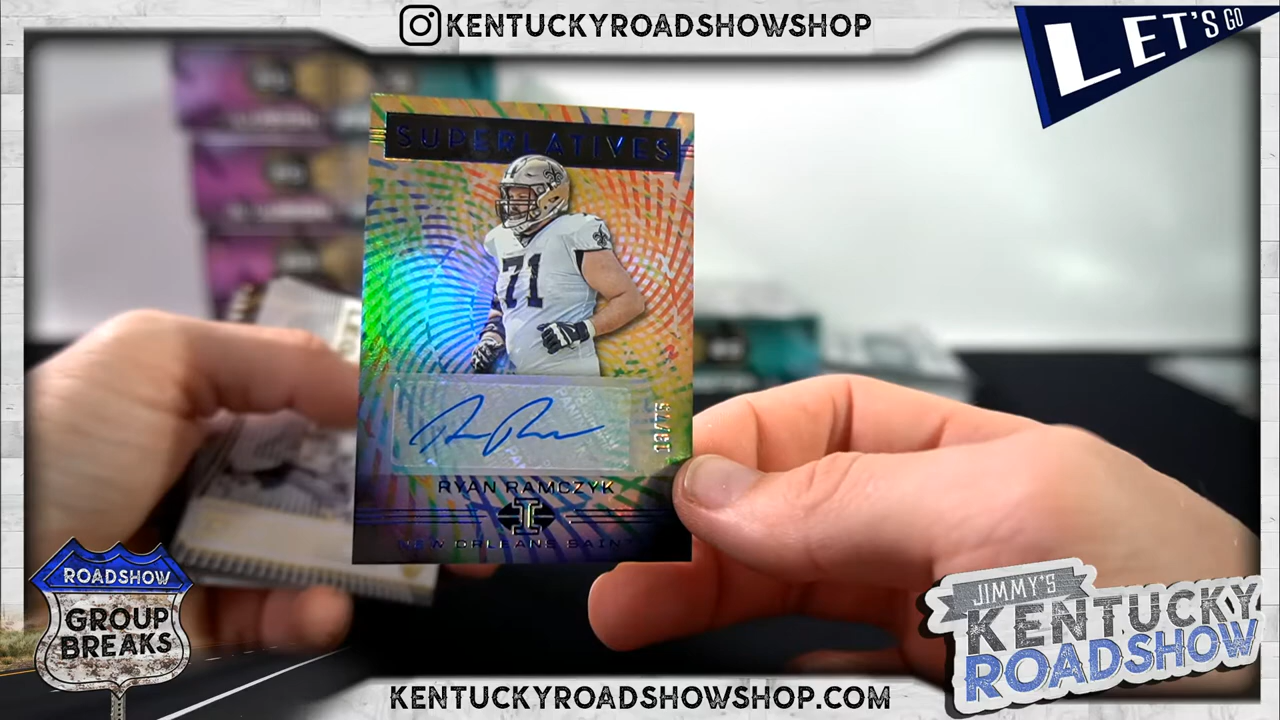 KENTUCKYROADSHOWSHOP
LET'S GO
SUPERLATIVES
71
13/75
RYAN RAMCZYK
I
NEW ORLEANS SAINTS
ROADSHOW
GROUP
BREAKS
JIMMY'S
KENTUCKY
ROADSHOW
KENTUCKYROADSHOWSHOP.COM